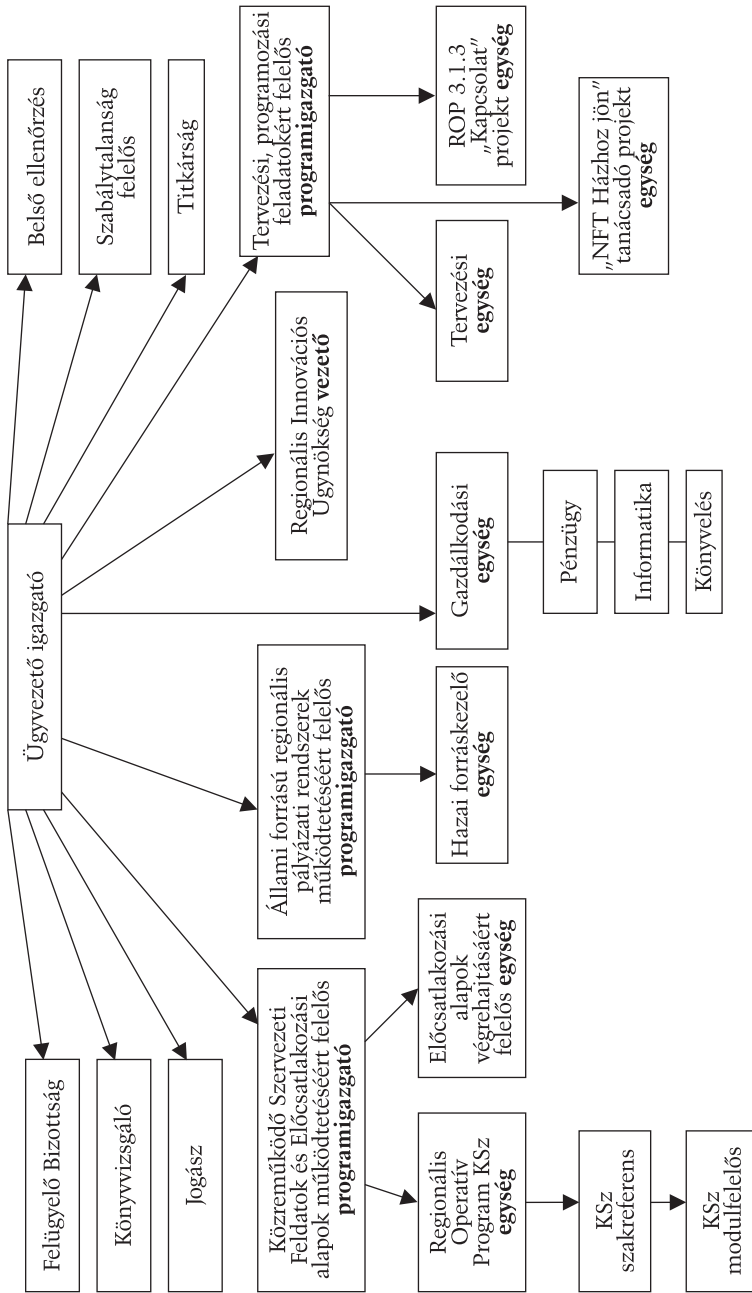 Ügyvezető igazgató
Felügyelő Bizottság
Könyvvizsgáló
Jogász
Belső ellenőrzés
Szabálytalanság
felelős
Titkárság
Közreműködő Szervezeti
Feldatok és Előcsatlakozási
alapok működtetéséért felelős
programigazgató
Állami forrású regionális
pályázati rendszerek
működtetéséért felelős
programigazgató
Regionális Innovációs
Ügynökség vezető
Tervezési, programozási
feladatokért felelős
programigazgató
Regionális
Operatív
Program KSz
egység
Előcsatlakozási
alapok
végrehajtásáért
felelős egység
Hazai forráskezelő
egység
Gazdálkodási
egység
Tervezési
egység
ROP 3.1.3
„Kapcsolat”
projekt egység
KSz
szakreferens
KSz
modulfelelős
Pénzügy
Informatika
Könyvelés
„NFT Házhoz jön”
tanácsadó projekt
egység